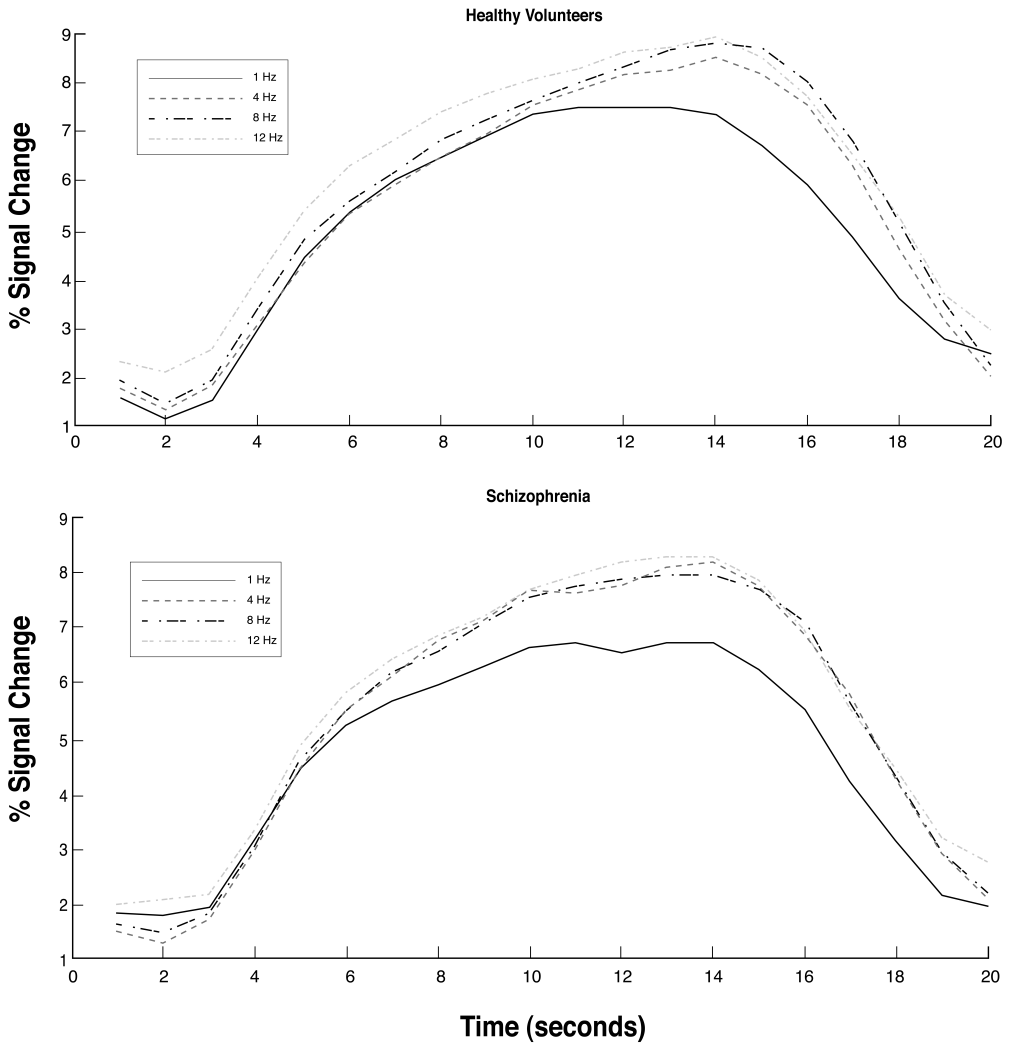 Healthy Volunteers
9
8
7
6
5
4
3
2
1
1 Hz
4 Hz
8 Hz
12 Hz
% Signal Change
0 2 4 6 8 10 12 14 16 18 20
Schizophrenia
9
8
7
6
5
4
3
2
1
1 Hz
4 Hz
8 Hz
12 Hz
% Signal Change
0 2 4 6 8 10 12 14 16 18 20
Time (seconds)